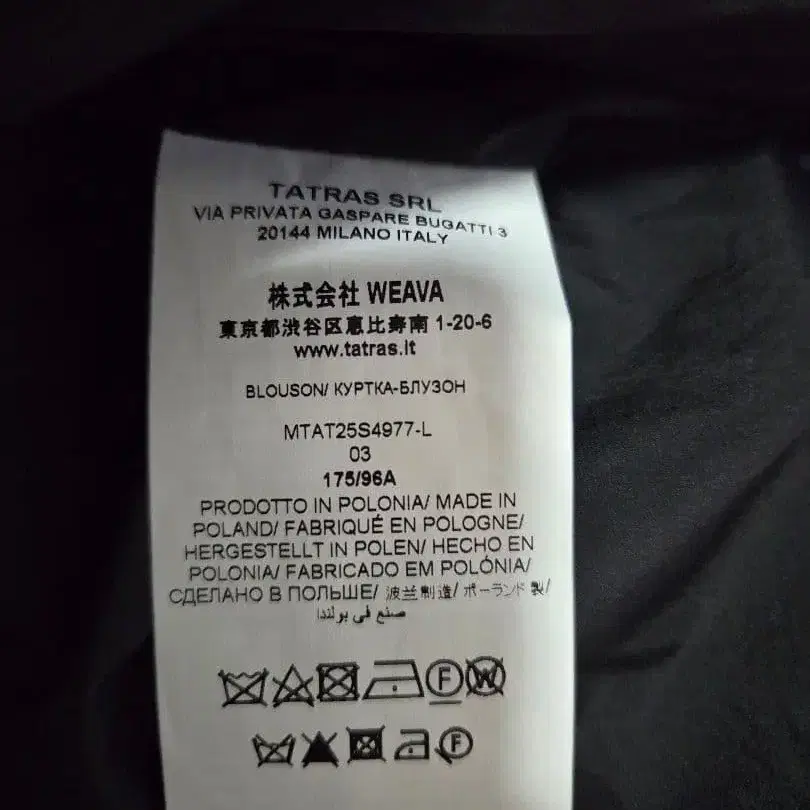 TATRAS SRL
VIA PRIVATA GASPARE BUGATTI 3
20144 MILANO ITALY
株式会社 WEAVA
東京都渋谷区恵比寿南 1-20-6
www.tatras.it
BLOUSON/ КУРТКА-БЛУЗОН
MTAT25S4977-L
03
175/96A
PRODOTTO IN POLONIA/ MADE IN
POLAND/ FABRIQUÉ EN POLOGNE/
HERGESTELLT IN POLEN/ HECHO EN
POLONIA/ FABRICADO EM POLÓNIA/
СДЕЛАНО В ПОЛЬШЕ/ 波兰制造/ ポーランド 製/
صنع في بولندا
F W
F